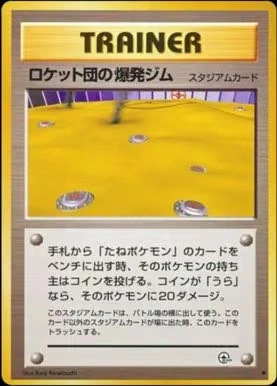 TRAINER
ロケット団の爆発ジム スタジアムカード
手札から「たねポケモン」のカードを
ベンチに出す時、そのポケモンの持ち
主はコインを投げる。コインが「うら」
なら、そのポケモンに20ダメージ。
このスタジアムカードは、バトル場の横に出して使う。この
カード以外のスタジアムカードが場に出た時、このカードを
トラッシュする。
Illus. Keiji Kinebuchi